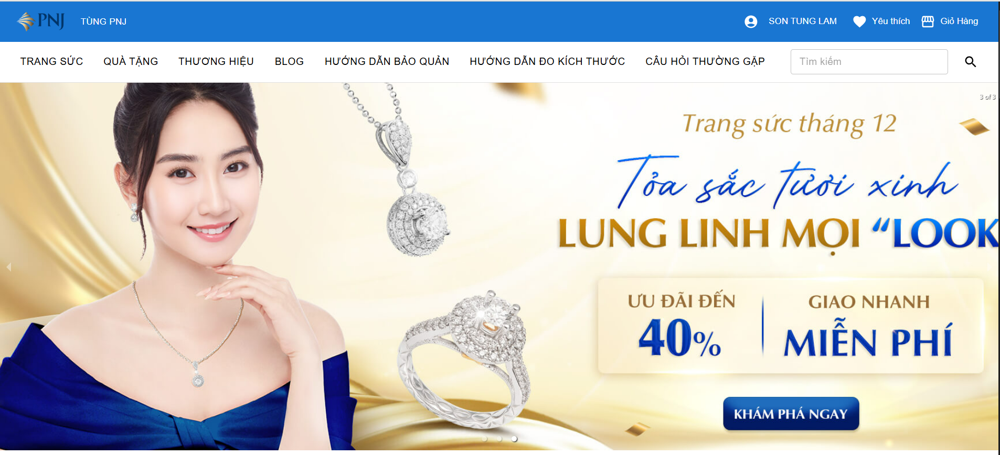 PNJ TÙNG PNJ SON TUNG LAM Yêu thích Giỏ Hàng
TRANG SỨC QUÀ TẶNG THƯƠNG HIỆU BLOG HƯỚNG DẪN BẢO QUẢN HƯỚNG DẪN ĐO KÍCH THƯỚC CÂU HỎI THƯỜNG GẶP Tìm kiếm
3 of 3
Trang sức tháng 12
Tỏa sắc tươi xinh
LUNG LINH MỌI “LOOK
ƯU ĐÃI ĐẾN
40%
GIAO NHANH
MIỄN PHÍ
KHÁM PHÁ NGAY